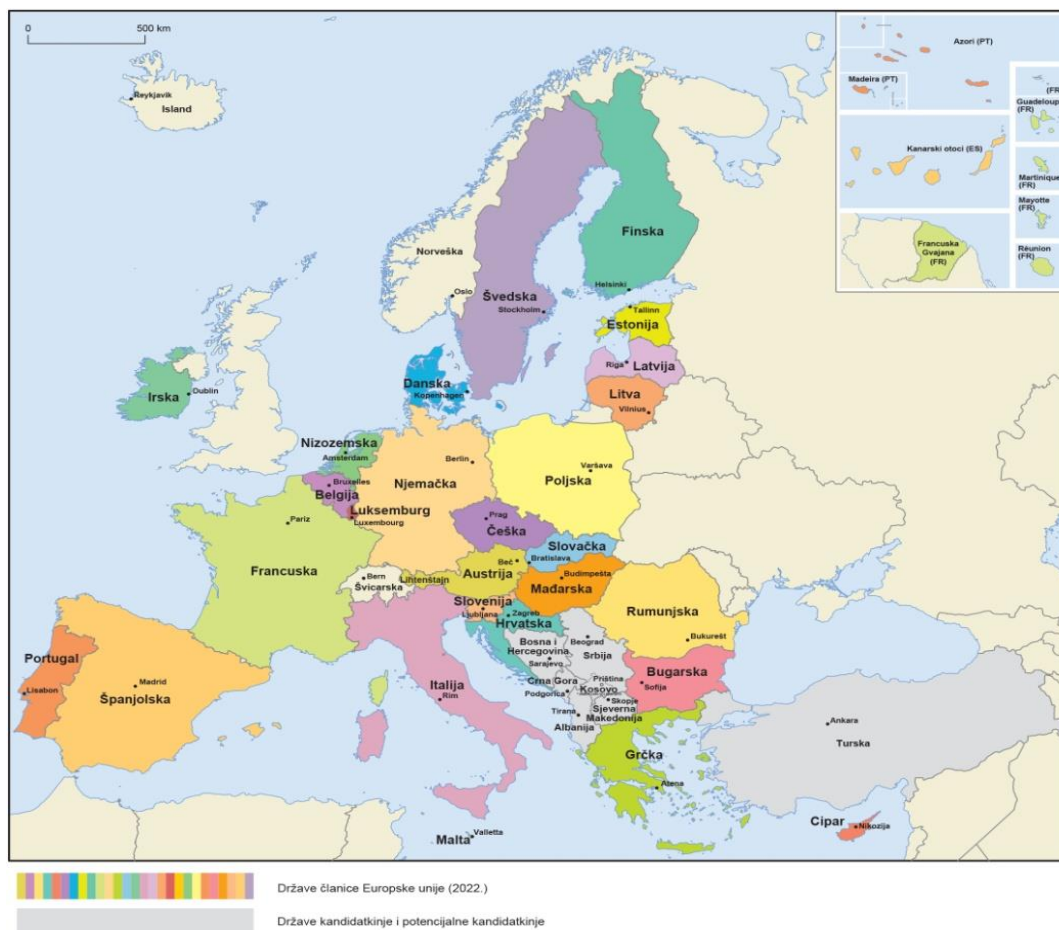 0
500 km
Reykjavik
Island
Azori (PT)
Madeira (PT)
(FR)
Guadeloup
(FR)
Kanarski otoci (ES)
Martinique
(FR)
Mayotte
(FR)
Francuska
Gvajana
(FR)
Réunion
(FR)
Norveška
Oslo
Finska
Helsinki
Švedska
Stockholm
Tallinn
Estonija
Riga
Latvija
Danska
Kopenhagen
Litva
Vilnius
Irska
Dublin
Nizozemska
Amsterdam
Berlin
Njemačka
Varšava
Poljska
Bruxelles
Belgija
Luksemburg
Luxembourg
Pariz
Francuska
Prag
Češka
Slovačka
Bratislava
Beč
Austrija
Budimpešta
Mađarska
Bern
Švicarska
Lihtenštajn
Slovenija
Ljubljana
Zagreb
Hrvatska
Rumunjska
Bukurešt
Bosna i
Hercegovina
Sarajevo
Beograd
Srbija
Portugal
Lisabon
Madrid
Španjolska
Italija
Rim
Crna Gora
Podgorica
Priština
Kosovo
Bugarska
Sofija
Skopje
Sjeverna
Makedonija
Tirana
Albanija
Ankara
Turska
Grčka
Atena
Malta
Valletta
Cipar
Nikozija
Države članice Europske unije (2022.)
Države kandidatkinje i potencijalne kandidatkinje